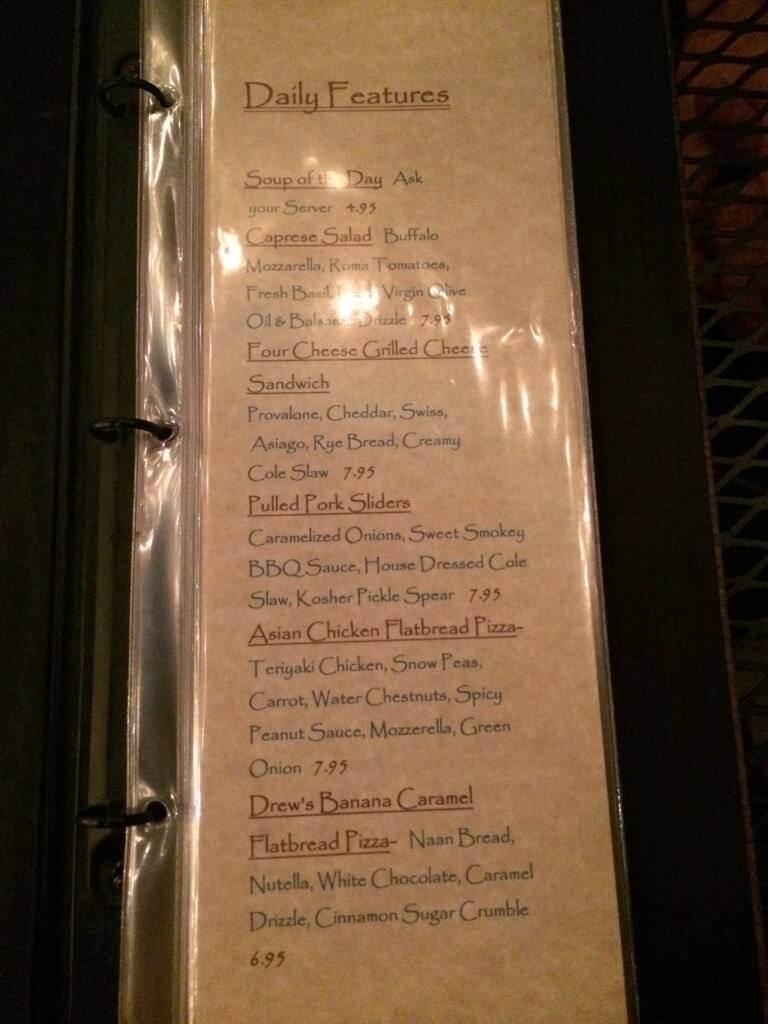 Daily Features
Soup of the Day Ask
your Server 4.95
Caprese Salad Buffalo
Mozzarella, Roma Tomatoes,
Fresh Basil, Virgin Olive
Oil & Balsamic Drizzle 7.95
Four Cheese Grilled Cheese
Sandwich
Provalone, Cheddar, Swiss,
Asiago, Rye Bread, Creamy
Cole Slaw 7.95
Pulled Pork Sliders
Caramelized Onions, Sweet Smokey
BBQ Sauce, House Dressed Cole
Slaw, Kosher Pickle Spear 7.95
Asian Chicken Flatbread Pizza-
Teriyaki Chicken, Snow Peas,
Carrot, Water Chestnuts, Spicy
Peanut Sauce, Mozzerella, Green
Onion 7.95
Drew's Banana Caramel
Flatbread Pizza- Naan Bread,
Nutella, White Chocolate, Caramel
Drizzle, Cinnamon Sugar Crumble
6.95